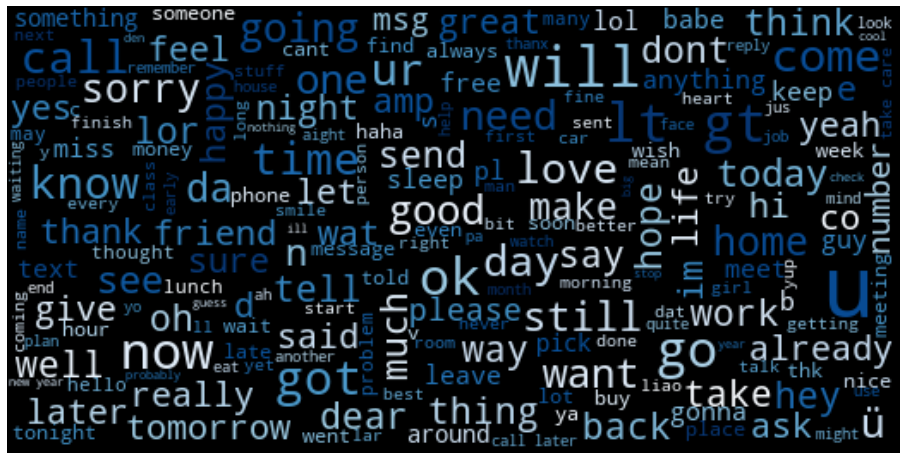 something someone going msg great many lol babe think look
next den cool
call feel cant find always thanx reply dont come
people remember stuff one ur free will anything keep e take care
sorry happy house amp fine heart
yes c night s help need lt gt jus yeah
finish lor long nothing aight haha first car sent face job
may y miss money time send love wish mean week
waiting every class early person sleep pl man big today check
know da phone let make hope life try mind number
name smile ill good bit soon better hi co
thank friend n wat even right pa message watch home guy
thought sure ok day say im meet yup
text see lunch tell told month morning stop girl u meeting
end yo d ah start please still dat work b
coming give hour oh ll wait guess said much v never quite getting
plan late yet another problem room way pick done go year already
well now eat got leave want talk thk
new year hello probably best lot buy liao take hey nice use
later really dear thing ya gonna place
tonight tomorrow went lar around call later back ask might ü